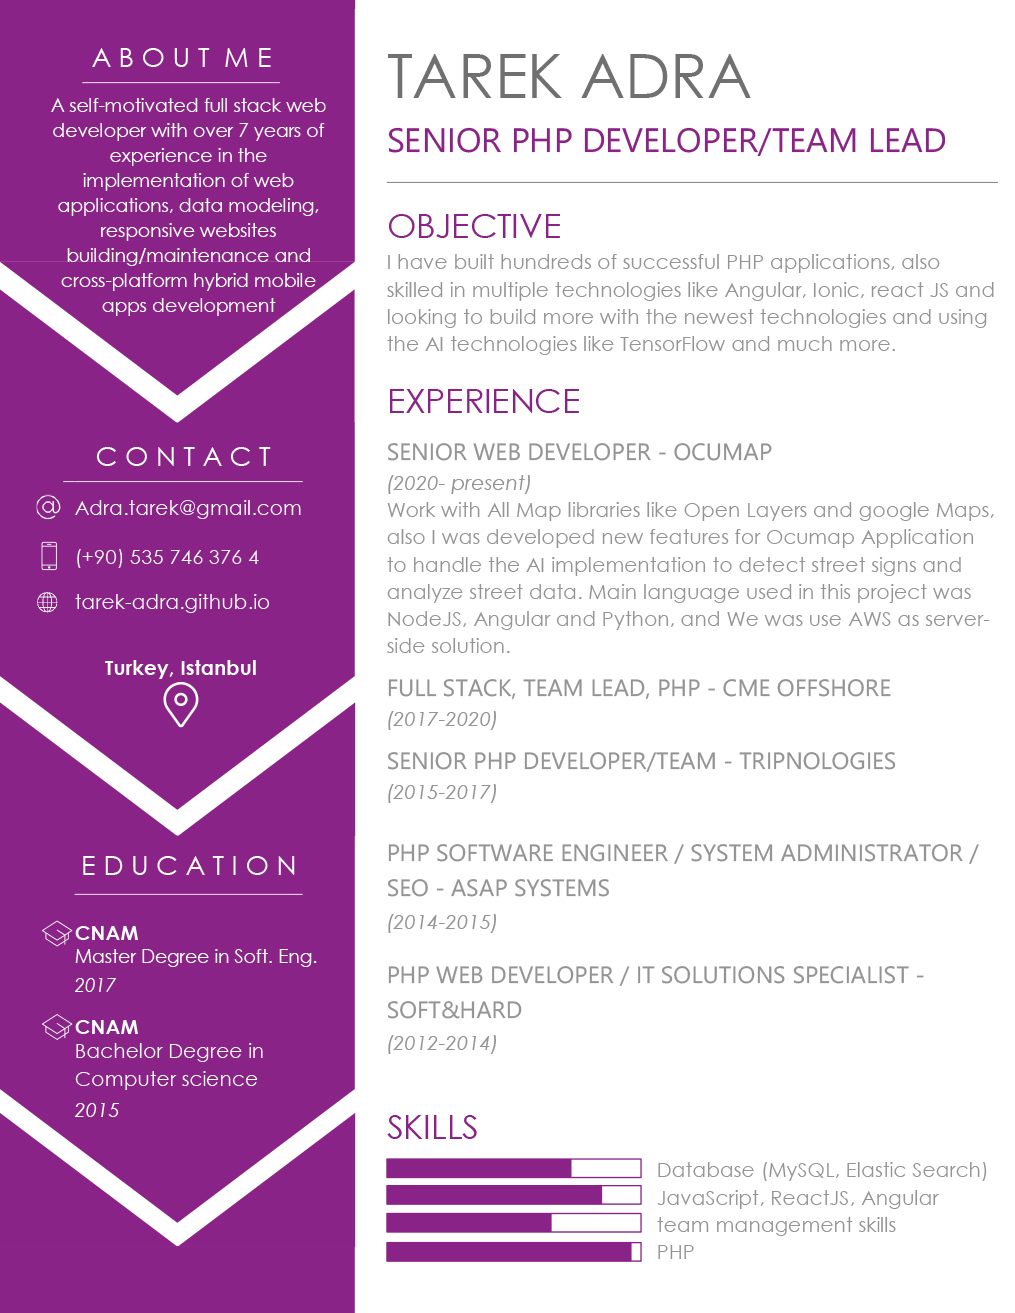 ABOUT ME
A self-motivated full stack web
developer with over 7 years of
experience in the
implementation of web
applications, data modeling,
responsive websites
building/maintenance and
cross-platform hybrid mobile
apps development
CONTACT
Adra.tarek@gmail.com
(+90) 535 746 376 4
tarek-adra.github.io
Turkey, Istanbul
EDUCATION
CNAM
Master Degree in Soft. Eng.
2017
CNAM
Bachelor Degree in
Computer science
2015
TAREK ADRA
SENIOR PHP DEVELOPER/TEAM LEAD
OBJECTIVE
I have built hundreds of successful PHP applications, also
skilled in multiple technologies like Angular, Ionic, react JS and
looking to build more with the newest technologies and using
the AI technologies like TensorFlow and much more.
EXPERIENCE
SENIOR WEB DEVELOPER - OCUMAP
(2020- present)
Work with All Map libraries like Open Layers and google Maps,
also I was developed new features for Ocumap Application
to handle the AI implementation to detect street signs and
analyze street data. Main language used in this project was
NodeJS, Angular and Python, and We was use AWS as server-
side solution.
FULL STACK, TEAM LEAD, PHP - CME OFFSHORE
(2017-2020)
SENIOR PHP DEVELOPER/TEAM - TRIPNOLOGIES
(2015-2017)
PHP SOFTWARE ENGINEER / SYSTEM ADMINISTRATOR /
SEO - ASAP SYSTEMS
(2014-2015)
PHP WEB DEVELOPER / IT SOLUTIONS SPECIALIST -
SOFT&HARD
(2012-2014)
SKILLS
Database (MySQL, Elastic Search)
JavaScript, ReactJS, Angular
team management skills
PHP